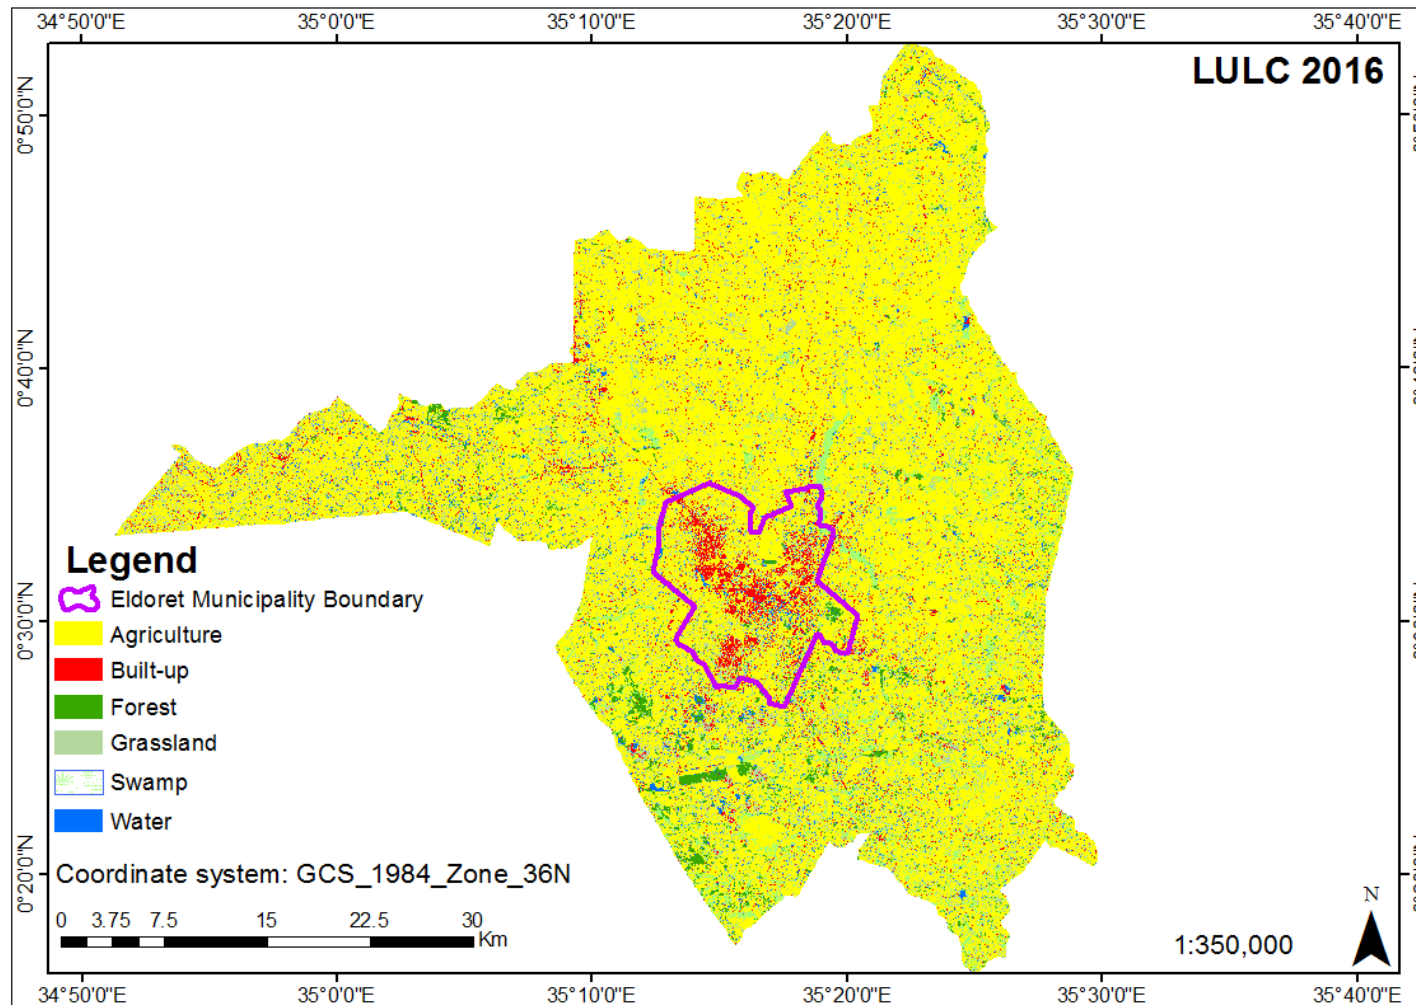 34°50'0"E 35°0'0"E 35°10'0"E 35°20'0"E 35°30'0"E 35°40'0"E
LULC 2016
0°50'0"N
0°40'0"N
0°30'0"N
0°20'0"N
Legend
Eldoret Municipality Boundary
Agriculture
Built-up
Forest
Grassland
Swamp
Water
Coordinate system: GCS_1984_Zone_36N
0 3.75 7.5 15 22.5 30
Km
N
1:350,000
34°50'0"E 35°0'0"E 35°10'0"E 35°20'0"E 35°30'0"E 35°40'0"E